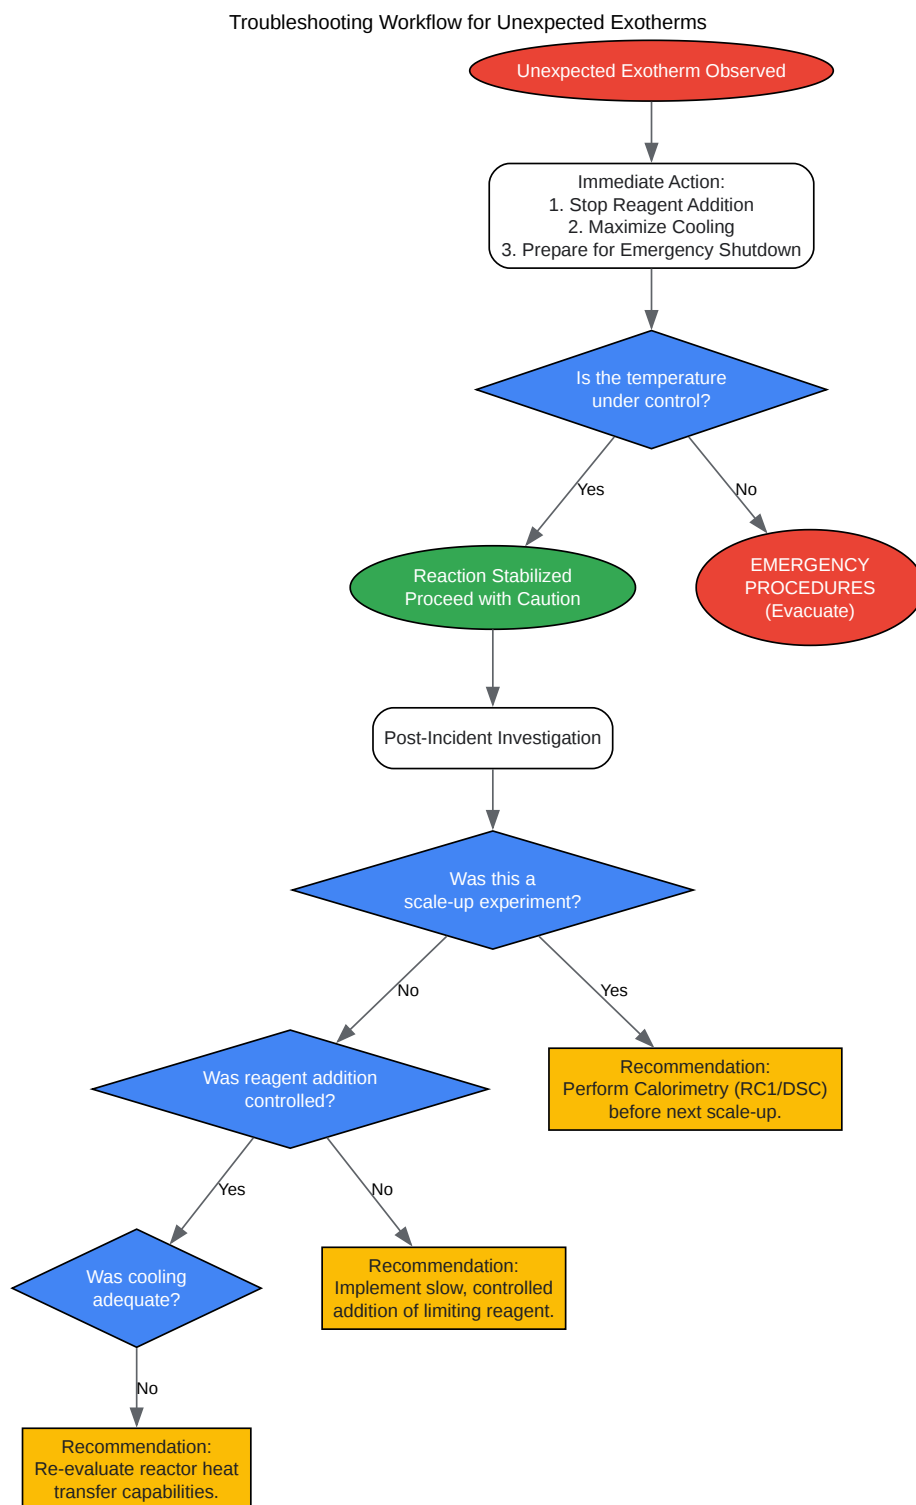 Troubleshooting Workflow for Unexpected Exotherms
Unexpected Exotherm Observed
Immediate Action:
1. Stop Reagent Addition
2. Maximize Cooling
3. Prepare for Emergency Shutdown
Is the temperature
under control?
Yes
No
Reaction Stabilized
Proceed with Caution
EMERGENCY
PROCEDURES
(Evacuate)
Post-Incident Investigation
Was this a
scale-up experiment?
No
Yes
Was reagent addition
controlled?
Recommendation:
Perform Calorimetry (RC1/DSC)
before next scale-up.
Yes
No
Was cooling
adequate?
Recommendation:
Implement slow, controlled
addition of limiting reagent.
No
Recommendation:
Re-evaluate reactor heat
transfer capabilities.